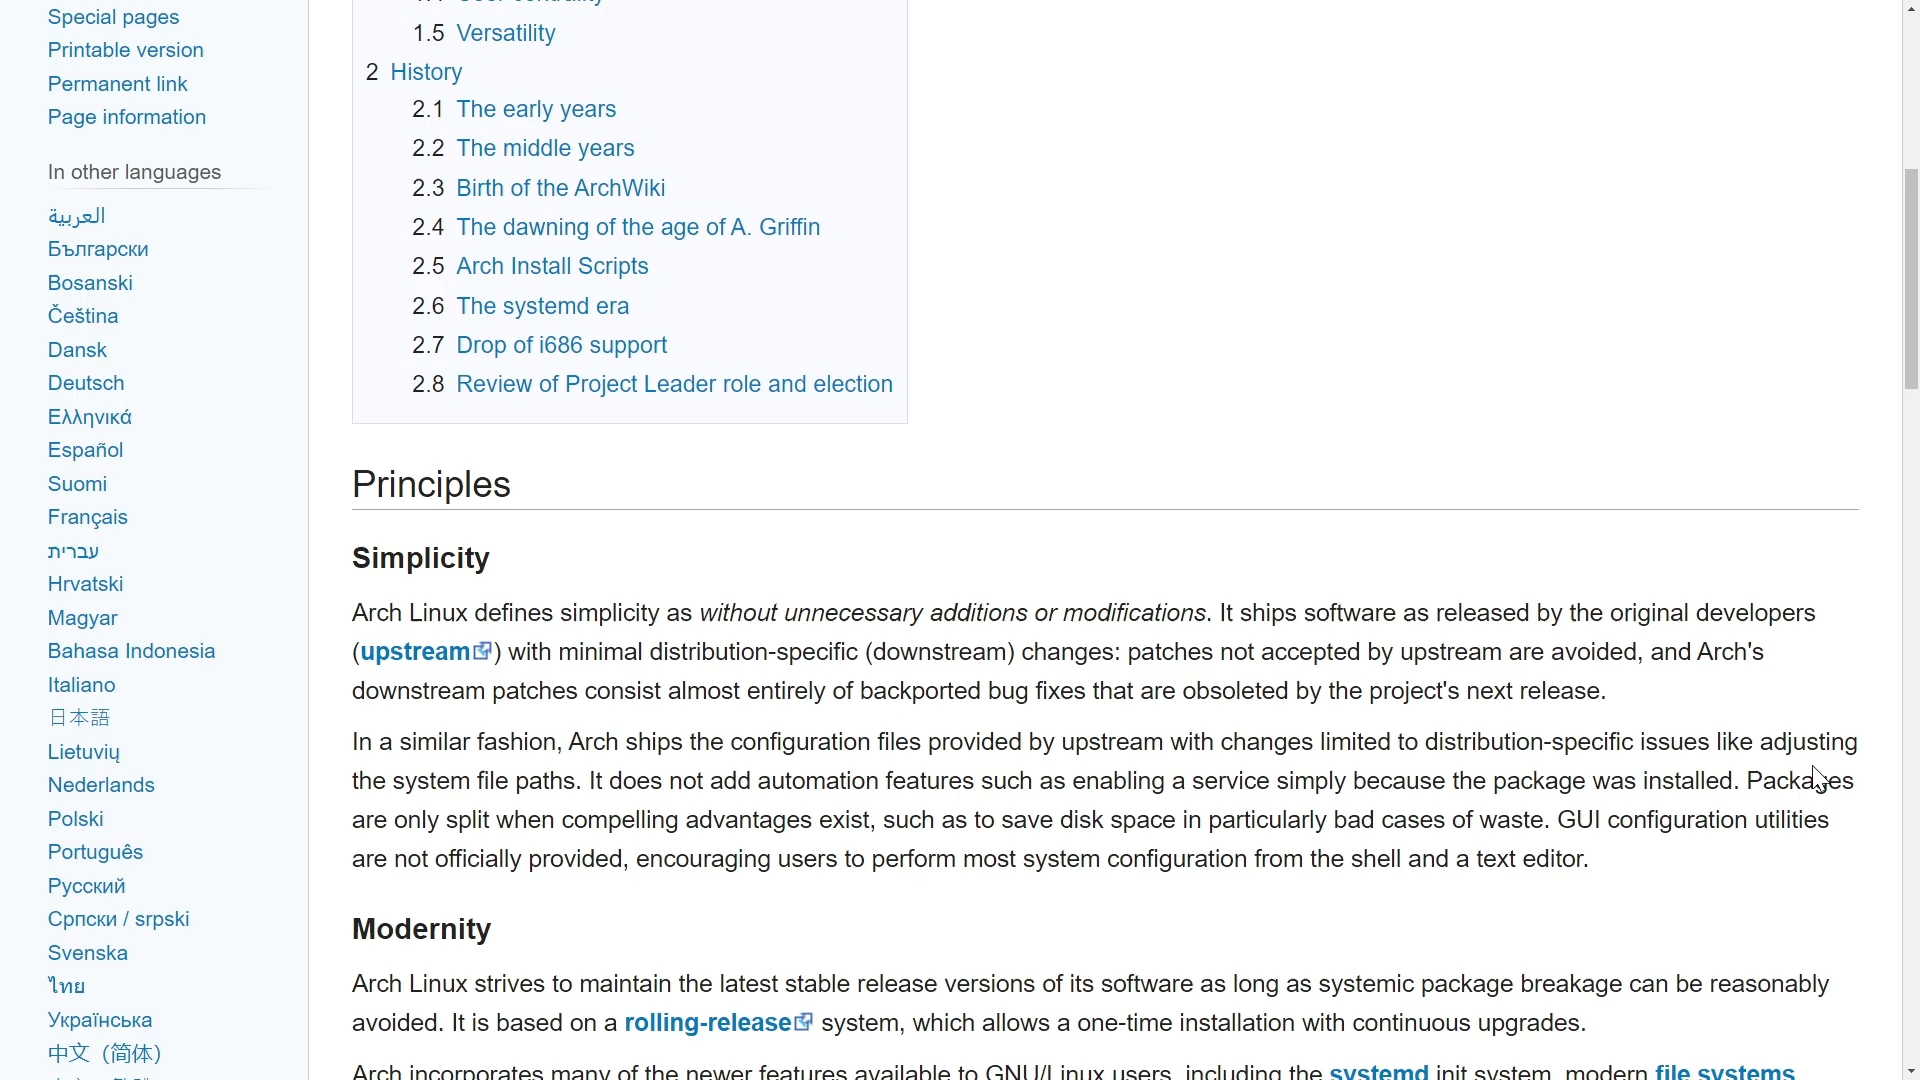 Special pages
Printable version
Permanent link
Page information
In other languages
العربية
Български
Bosanski
Čeština
Dansk
Deutsch
Ελληνικά
Español
Suomi
Français
עברית
Hrvatski
Magyar
Bahasa Indonesia
Italiano
日本語
Lietuvių
Nederlands
Polski
Português
Русский
Српски / srpski
Svenska
ไทย
Українська
中文（简体）
1.5 Versatility
2 History
2.1 The early years
2.2 The middle years
2.3 Birth of the ArchWiki
2.4 The dawning of the age of A. Griffin
2.5 Arch Install Scripts
2.6 The systemd era
2.7 Drop of i686 support
2.8 Review of Project Leader role and election
Principles
Simplicity
Arch Linux defines simplicity as without unnecessary additions or modifications. It ships software as released by the original developers
(upstream) with minimal distribution-specific (downstream) changes: patches not accepted by upstream are avoided, and Arch's
downstream patches consist almost entirely of backported bug fixes that are obsoleted by the project's next release.
In a similar fashion, Arch ships the configuration files provided by upstream with changes limited to distribution-specific issues like adjusting
the system file paths. It does not add automation features such as enabling a service simply because the package was installed. Packages
are only split when compelling advantages exist, such as to save disk space in particularly bad cases of waste. GUI configuration utilities
are not officially provided, encouraging users to perform most system configuration from the shell and a text editor.
Modernity
Arch Linux strives to maintain the latest stable release versions of its software as long as systemic package breakage can be reasonably
avoided. It is based on a rolling-release system, which allows a one-time installation with continuous upgrades.
Arch incorporates many of the newer features available to GNU/Linux users, including the systemd init system, modern file systems